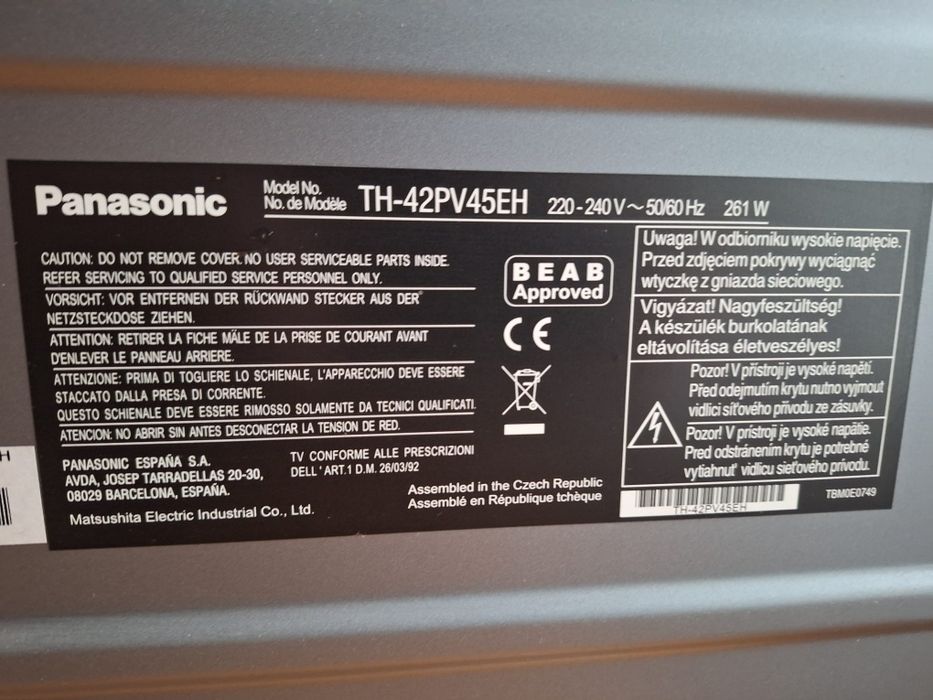 Panasonic
Model No.
No. de Modèle
TH-42PV45EH
220-240 V~50/60 Hz
261 W
CAUTION: DO NOT REMOVE COVER. NO USER SERVICEABLE PARTS INSIDE.
REFER SERVICING TO QUALIFIED SERVICE PERSONNEL ONLY.
VORSICHT: VOR ENTFERNEN DER RÜCKWAND STECKER AUS DER
NETZSTECKDOSE ZIEHEN.
ATTENTION: RETIRER LA FICHE MÂLE DE LA PRISE DE COURANT AVANT
D'ENLEVER LE PANNEAU ARRIERE.
ATTENZIONE: PRIMA DI TOGLIERE LO SCHIENALE, L'APPARECCHIO DEVE ESSERE
STACCATO DALLA PRESA DI CORRENTE.
QUESTO SCHIENALE DEVE ESSERE RIMOSSO SOLAMENTE DA TECNICI QUALIFICATI.
ATENCION: NO ABRIR SIN ANTES DESCONECTAR LA TENSION DE RED.
PANASONIC ESPAÑA S.A.
AVDA, JOSEP TARRADELLAS 20-30,
08029 BARCELONA, ESPAÑA.
TV CONFORME ALLE PRESCRIZIONI
DELL'ART.1 D.M. 26/03/92
Matsushita Electric Industrial Co., Ltd.
Assembled in the Czech Republic
Assemblé en République tchèque
BEAB
Approved
CE
Uwaga! W odbiorniku wysokie napięcie.
Przed zdjęciem pokrywy wyciągnąć
wtyczkę z gniazda sieciowego.
Vigyázat! Nagyfeszültség!
A készülék burkolatának
eltávolítása életveszélyes!
Pozor! V přístroji je vysoké napětí.
Před odejmutím krytu nutno vyjmout
vidlici síťového přívodu ze zásuvky.
Pozor! V prístroji je vysoké napätie.
Pred odstránením krytu je potrebné
vytiahnuť vidlicu sieťového prívodu.
TH-42PV45EH
TBM0E0749
H